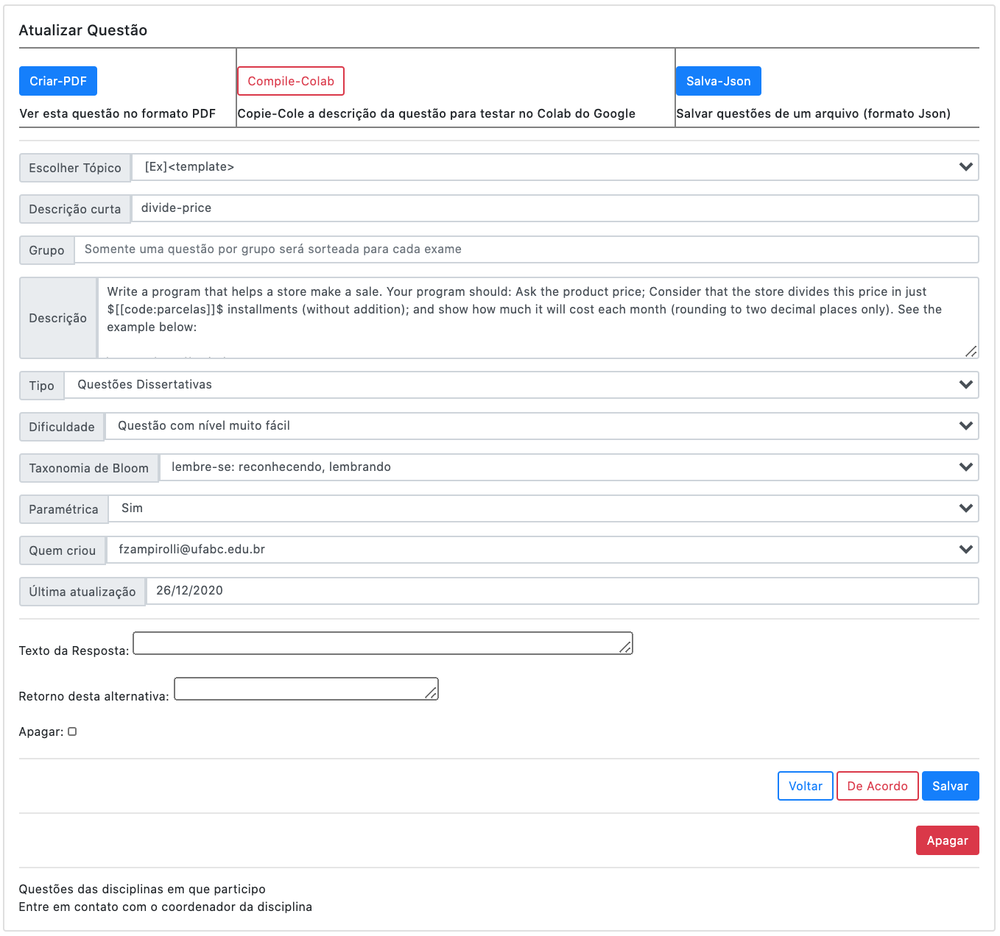 Atualizar Questão
Criar-PDF
Ver esta questão no formato PDF
Compile-Colab
Copie-Cole a descrição da questão para testar no Colab do Google
Salva-Json
Salvar questões de um arquivo (formato Json)
Escolher Tópico [Ex]<template>
Descrição curta divide-price
Grupo Somente uma questão por grupo será sorteada para cada exame
Descrição
Write a program that helps a store make a sale. Your program should: Ask the product price; Consider that the store divides this price in just
$[[code:parcelas]]$ installments (without addition); and show how much it will cost each month (rounding to two decimal places only). See the
example below:
Tipo Questões Dissertativas
Dificuldade Questão com nível muito fácil
Taxonomia de Bloom lembre-se: reconhecendo, lembrando
Paramétrica Sim
Quem criou fzampirolli@ufabc.edu.br
Última atualização 26/12/2020
Texto da Resposta:
Retorno desta alternativa:
Apagar:
Voltar De Acordo Salvar
Apagar
Questões das disciplinas em que participo
Entre em contato com o coordenador da disciplina